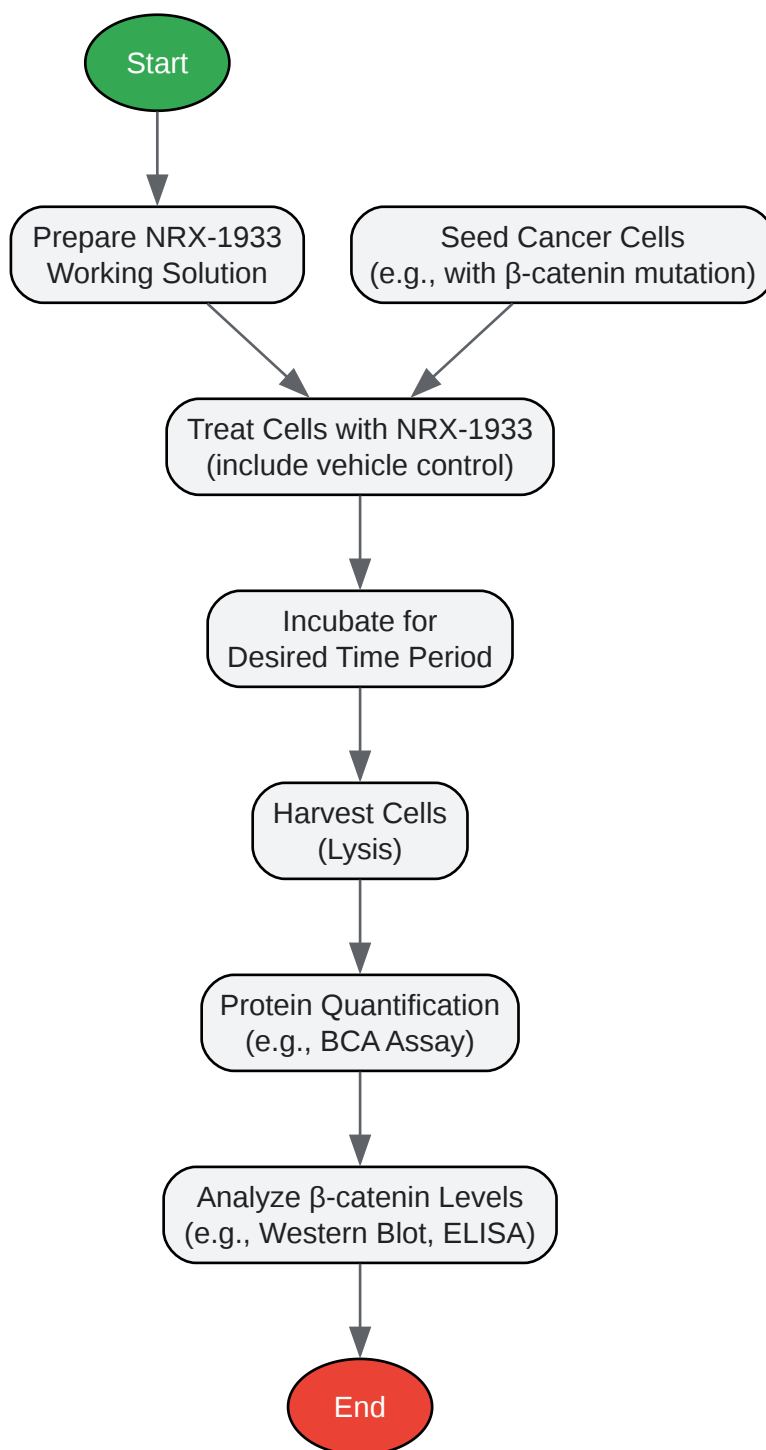 Start
Prepare NRX-1933
Working Solution
Seed Cancer Cells
(e.g., with β-catenin mutation)
Treat Cells with NRX-1933
(include vehicle control)
Incubate for
Desired Time Period
Harvest Cells
(Lysis)
Protein Quantification
(e.g., BCA Assay)
Analyze β-catenin Levels
(e.g., Western Blot, ELISA)
End